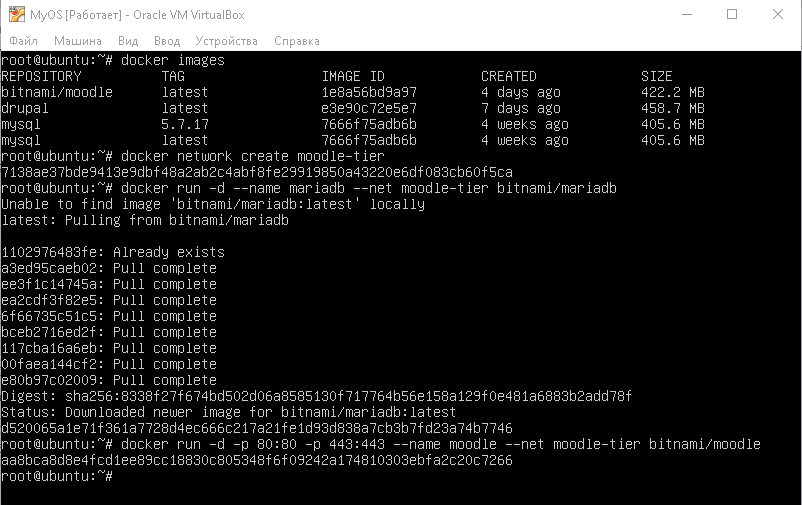 MyOS [Работает] - Oracle VM VirtualBox
Файл Машина Вид Ввод Устройства Справка
root@ubuntu:~# docker images
REPOSITORY TAG IMAGE ID CREATED SIZE
bitnami/moodle latest 1e8a56bd9a97 4 days ago 422.2 MB
drupal latest e3e90c72e5e7 7 days ago 458.7 MB
mysql 5.7.17 7666f75adb6b 4 weeks ago 405.6 MB
mysql latest 7666f75adb6b 4 weeks ago 405.6 MB
root@ubuntu:~# docker network create moodle-tier
7138ae37bde9413e9dbf48a2ab2c4abf8fe29919850a43220e6df083cb60f5ca
root@ubuntu:~# docker run -d --name mariadb --net moodle-tier bitnami/mariadb
Unable to find image 'bitnami/mariadb:latest' locally
latest: Pulling from bitnami/mariadb
1102976483fe: Already exists
a3ed95caeb02: Pull complete
ee3f1c14745a: Pull complete
ea2cdf3f82e5: Pull complete
6f66735c51c5: Pull complete
bceb2716ed2f: Pull complete
117cba16a6eb: Pull complete
00faea144cf2: Pull complete
e80b97c02009: Pull complete
Digest: sha256:8338f27f674bd502d06a8585130f717764b56e158a129f0e481a6883b2add78f
Status: Downloaded newer image for bitnami/mariadb:latest
d520065a1e71f361a7728d4ec666c217a21fe1d93d838a7cb3b7fd23a74b7746
root@ubuntu:~# docker run -d -p 80:80 -p 443:443 --name moodle --net moodle-tier bitnami/moodle
aa8bca8d8e4fcd1ee89cc18830c805348f6f09242a174810303ebfa2c20c7266
root@ubuntu:~#